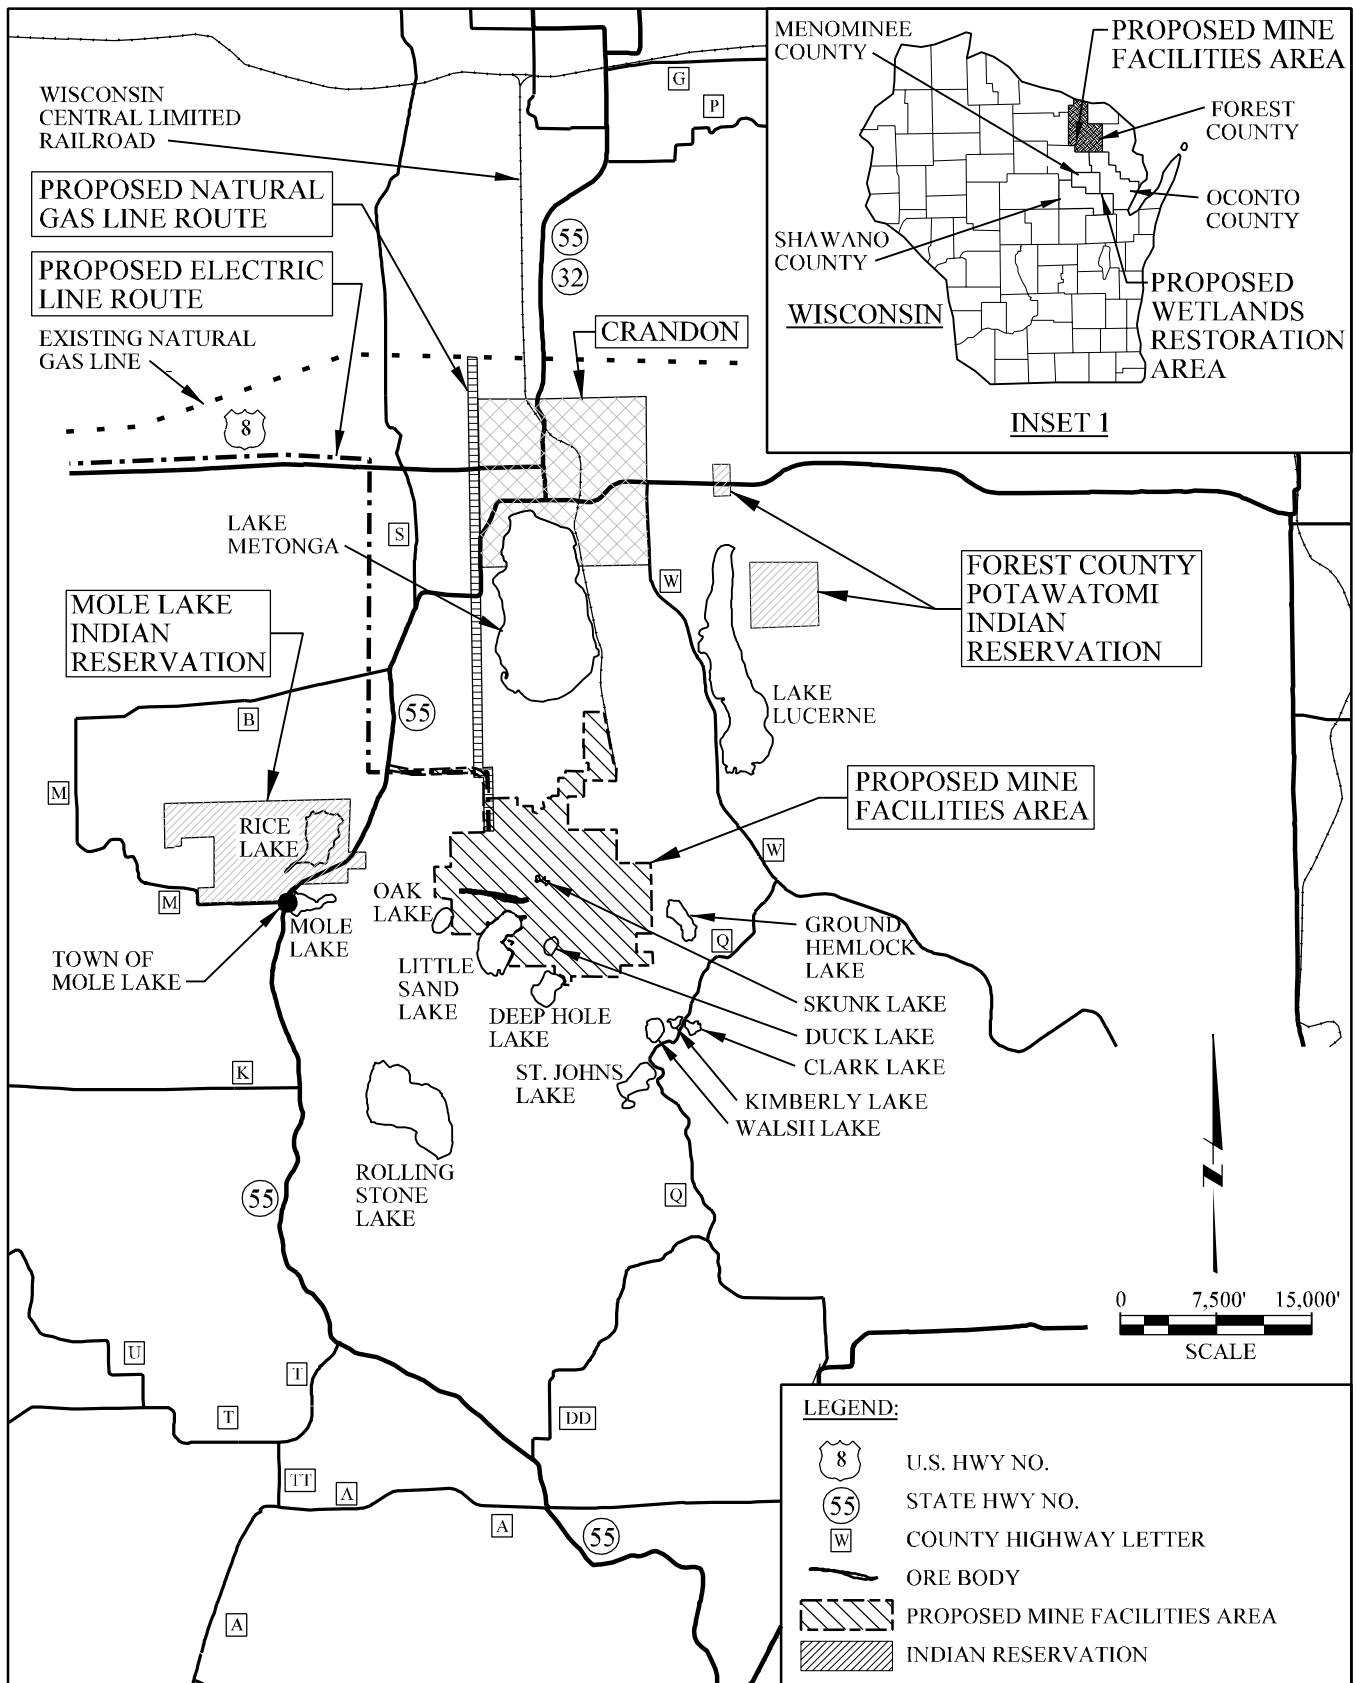 WISCONSIN
CENTRAL LIMITED
RAILROAD
PROPOSED NATURAL
GAS LINE ROUTE
PROPOSED ELECTRIC
LINE ROUTE
EXISTING NATURAL
GAS LINE
8
G
P
55
32
CRANDON
MENOMINEE
COUNTY
PROPOSED MINE
FACILITIES AREA
FOREST
COUNTY
OCONTO
COUNTY
SHAWANO
COUNTY
WISCONSIN
PROPOSED
WETLANDS
RESTORATION
AREA
INSET 1
LAKE
METONGA
S
W
FOREST COUNTY
POTAWATOMI
INDIAN
RESERVATION
MOLE LAKE
INDIAN
RESERVATION
B
55
LAKE
LUCERNE
M
PROPOSED MINE
FACILITIES AREA
RICE
LAKE
W
M
OAK
LAKE
MOLE
LAKE
TOWN OF
MOLE LAKE
LITTLE
SAND
LAKE
DEEP HOLE
LAKE
Q
GROUND
HEMLOCK
LAKE
SKUNK LAKE
DUCK LAKE
CLARK LAKE
KIMBERLY LAKE
WALSH LAKE
ST. JOHNS
LAKE
K
ROLLING
STONE
LAKE
55
Q
Z
0 7,500' 15,000'
SCALE
U
T
T
DD
TT
A
A
55
A
LEGEND:
8 U.S. HWY NO.
55 STATE HWY NO.
W COUNTY HIGHWAY LETTER
ORE BODY
PROPOSED MINE FACILITIES AREA
INDIAN RESERVATION